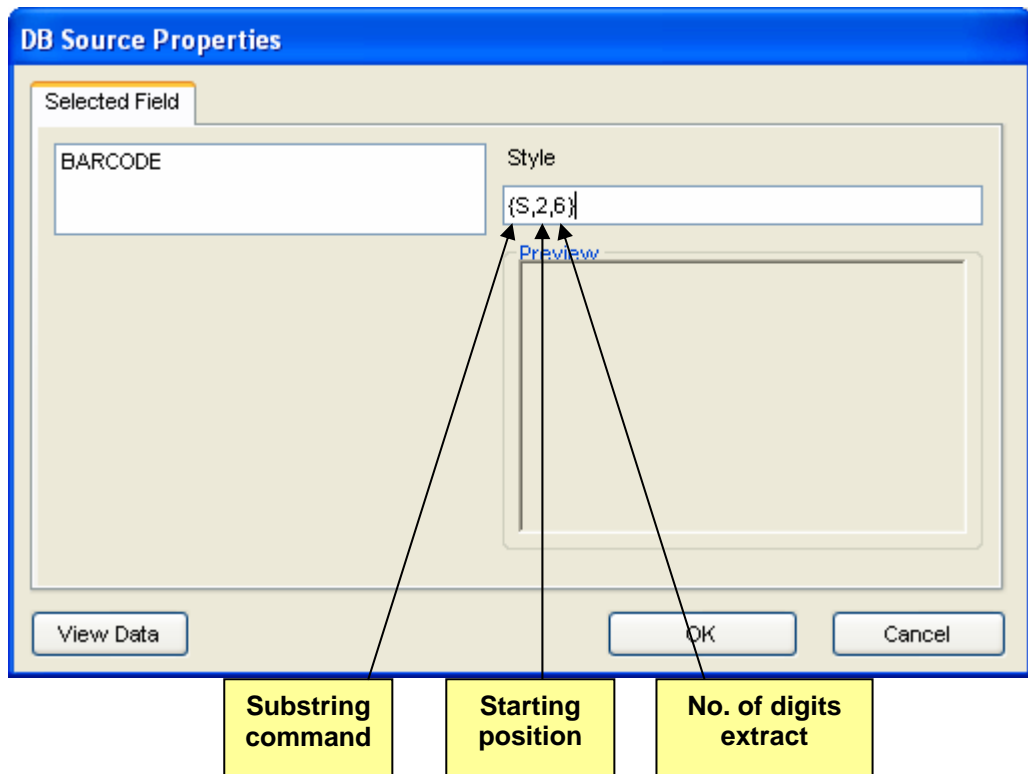 DB Source Properties
Selected Field
BARCODE
Style
{S,2,6}
Preview
View Data
OK
Cancel
Substring
command
Starting
position
No. of digits
extract